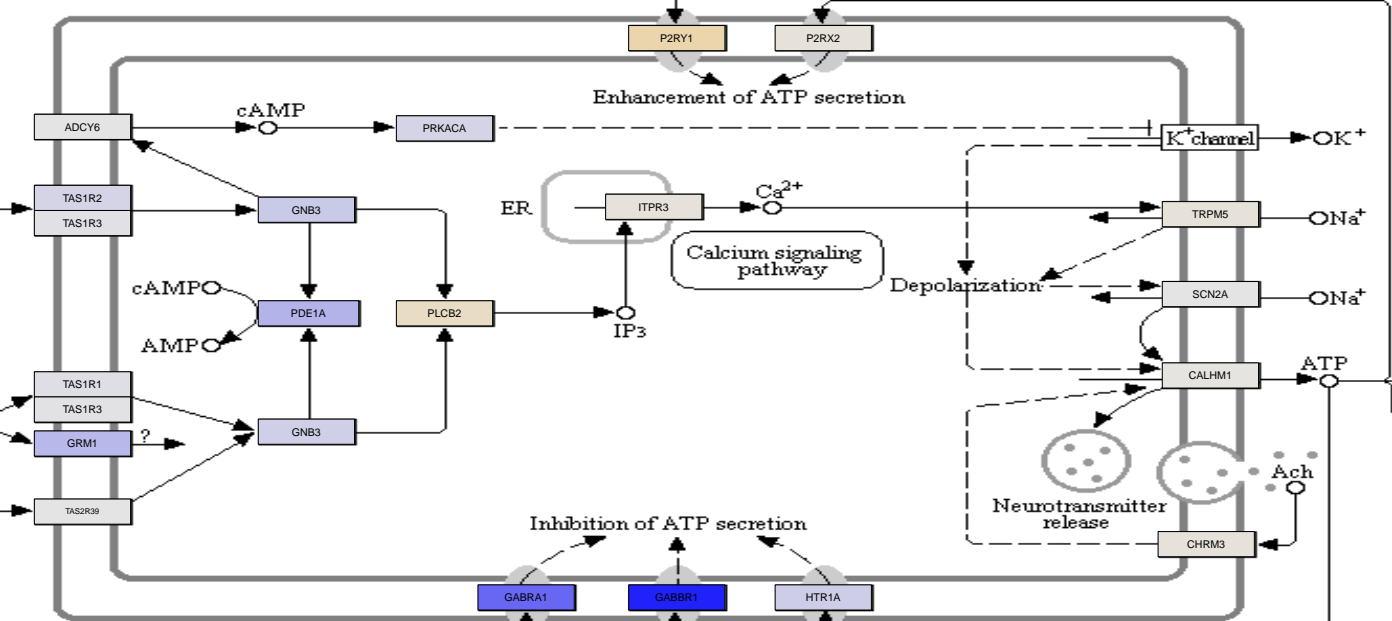 P2RY1
P2RX2
Enhancement of ATP secretion
cAMP
ADCY6
PRKACA
K+channel
K+
TAS1R2
TAS1R3
GNB3
ER
ITPR3
Ca2+
TRPM5
Na+
Calcium signaling
pathway
Depolarization
cAMP
PDE1A
PLCB2
IP3
AMP
SCN2A
Na+
TAS1R1
TAS1R3
GRM1
?
GNB3
CALHM1
ATP
Ach
TAS2R39
Neurotransmitter
release
Inhibition of ATP secretion
CHRM3
GABRA1
GABBR1
HTR1A